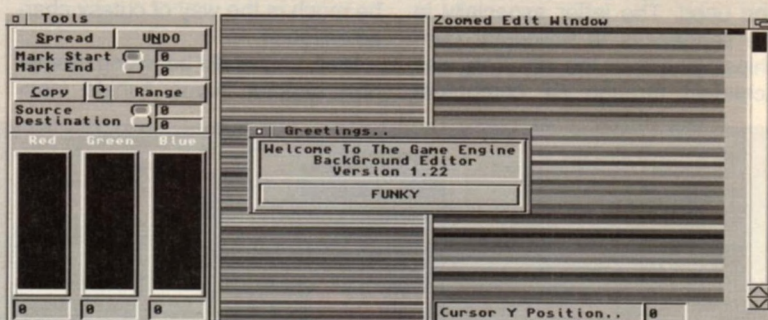 Tools
Spread UNDO
Mark Start 0
Mark End 0
Copy Range
Source 0
Destination 0
Red Green Blue
0 0 0
Greetings..
Welcome To The Game Engine
BackGround Editor
Version 1.22
FUNKY
Zoomed Edit Window
Cursor Y Position.. 0